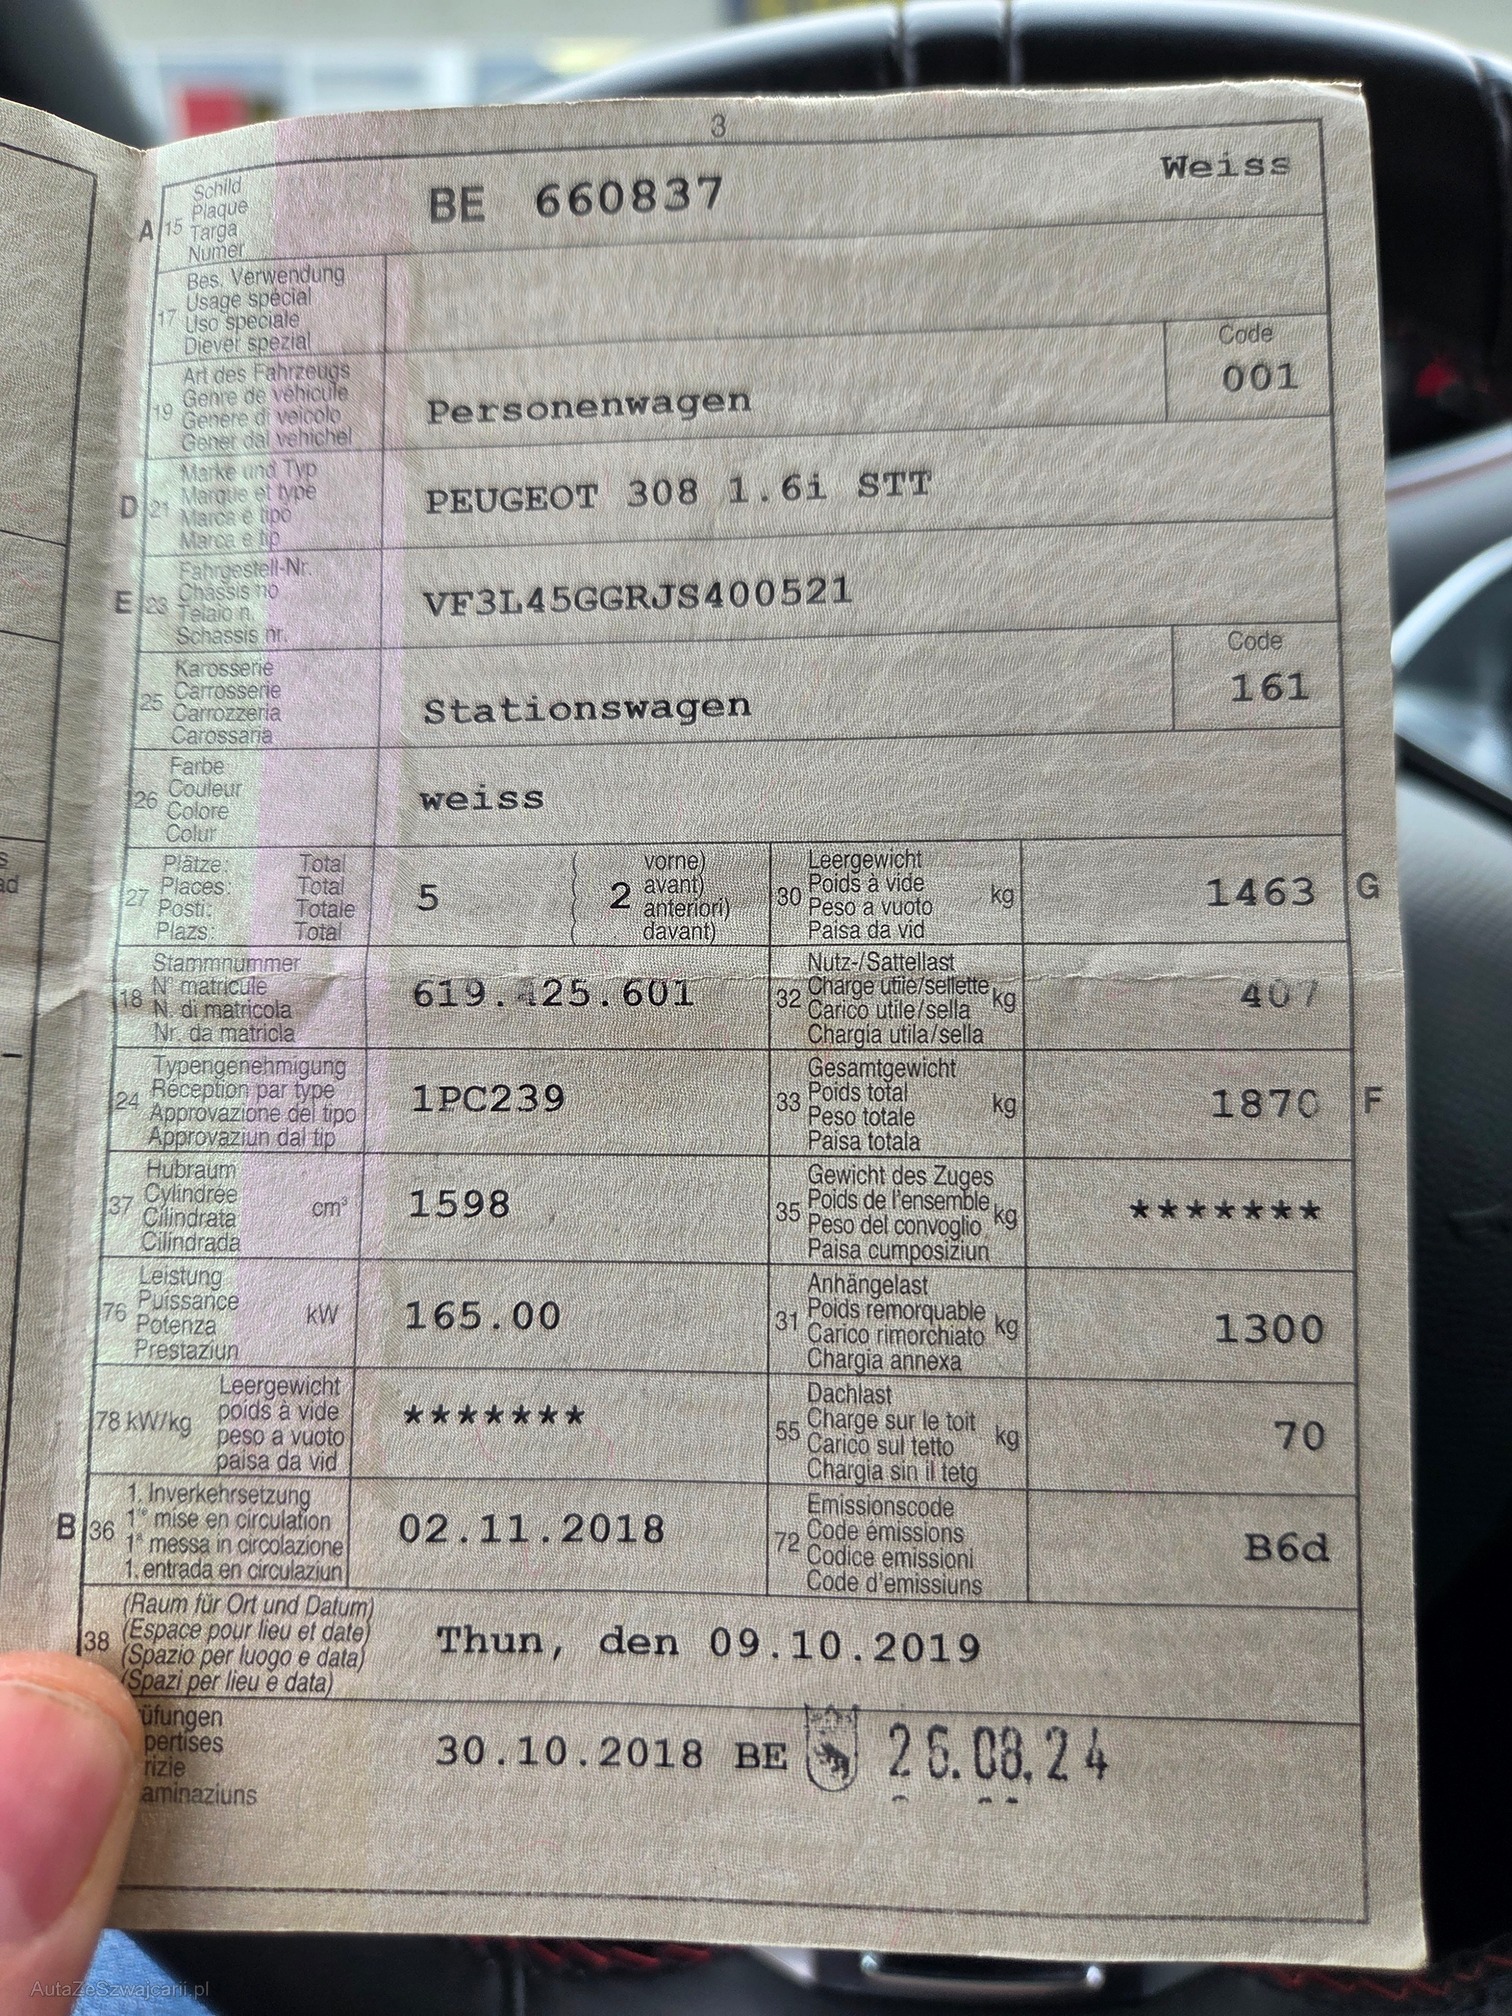 3
A 15 Schild
Plaque
Targa
Numer
BE 660837 Weiss
17 Bes. Verwendung
Usage spécial
Uso speciale
Diever spezial
19 Art des Fahrzeugs
Genre de véhicule
Genere di veicolo
Gener dal vehichel
Personenwagen
Code
001
D 21 Marke und Typ
Marque et type
Marca e tipo
Marca e tip
PEUGEOT 308 1.6i STT
E 23 Fahrgestell-Nr.
Châssis no
Telaio n.
Schassis nr.
VF3L45GGRJS400521
25 Karosserie
Carrosserie
Carrozzeria
Carossaria
Stationswagen
Code
161
26 Farbe
Couleur
Colore
Colur
weiss
27 Plätze: Total
Places: Total
Posti: Totale
Plazs: Total
5 ( 2 vorne)
avant)
anteriori)
davant)
30 Leergewicht
Poids à vide
Peso a vuoto
Paisa da vid
kg
1463 G
18 Stammnummer
N° matricule
N. di matricola
Nr. da matricla
619.425.601
32 Nutz-/Sattellast
Charge utile/sellette
Carico utile/sella
Chargia utila/sella
kg
407
24 Typengenehmigung
Réception par type
Approvazione del tipo
Approvaziun dal tip
1PC239
33 Gesamtgewicht
Poids total
Peso totale
Paisa totala
kg
1870 F
37 Hubraum
Cylindrée
Cilindrata
Cilindrada
cm³
1598
35 Gewicht des Zuges
Poids de l'ensemble
Peso del convoglio
Paisa cumposiziun
kg
*******
76 Leistung
Puissance
Potenza
Prestaziun
kW
165.00
31 Anhängelast
Poids remorquable
Carico rimorchiato
Chargia annexa
kg
1300
78 kW/kg Leergewicht
poids à vide
peso a vuoto
paisa da vid
*******
55 Dachlast
Charge sur le toit
Carico sul tetto
Chargia sin il tetg
kg
70
B 36 1. Inverkehrsetzung
1re mise en circulation
1a messa in circolazione
1. entrada en circulaziun
02.11.2018
72 Emissionscode
Code émissions
Codice emissioni
Code d'emissiuns
B6d
38 (Raum für Ort und Datum)
(Espace pour lieu et date)
(Spazio per luogo e data)
(Spazi per lieu e data)
Thun, den 09.10.2019
üfungen
pertises
rizie
aminaziuns
30.10.2018 BE 26.08.24
AutaZeSzwajcarii.pl